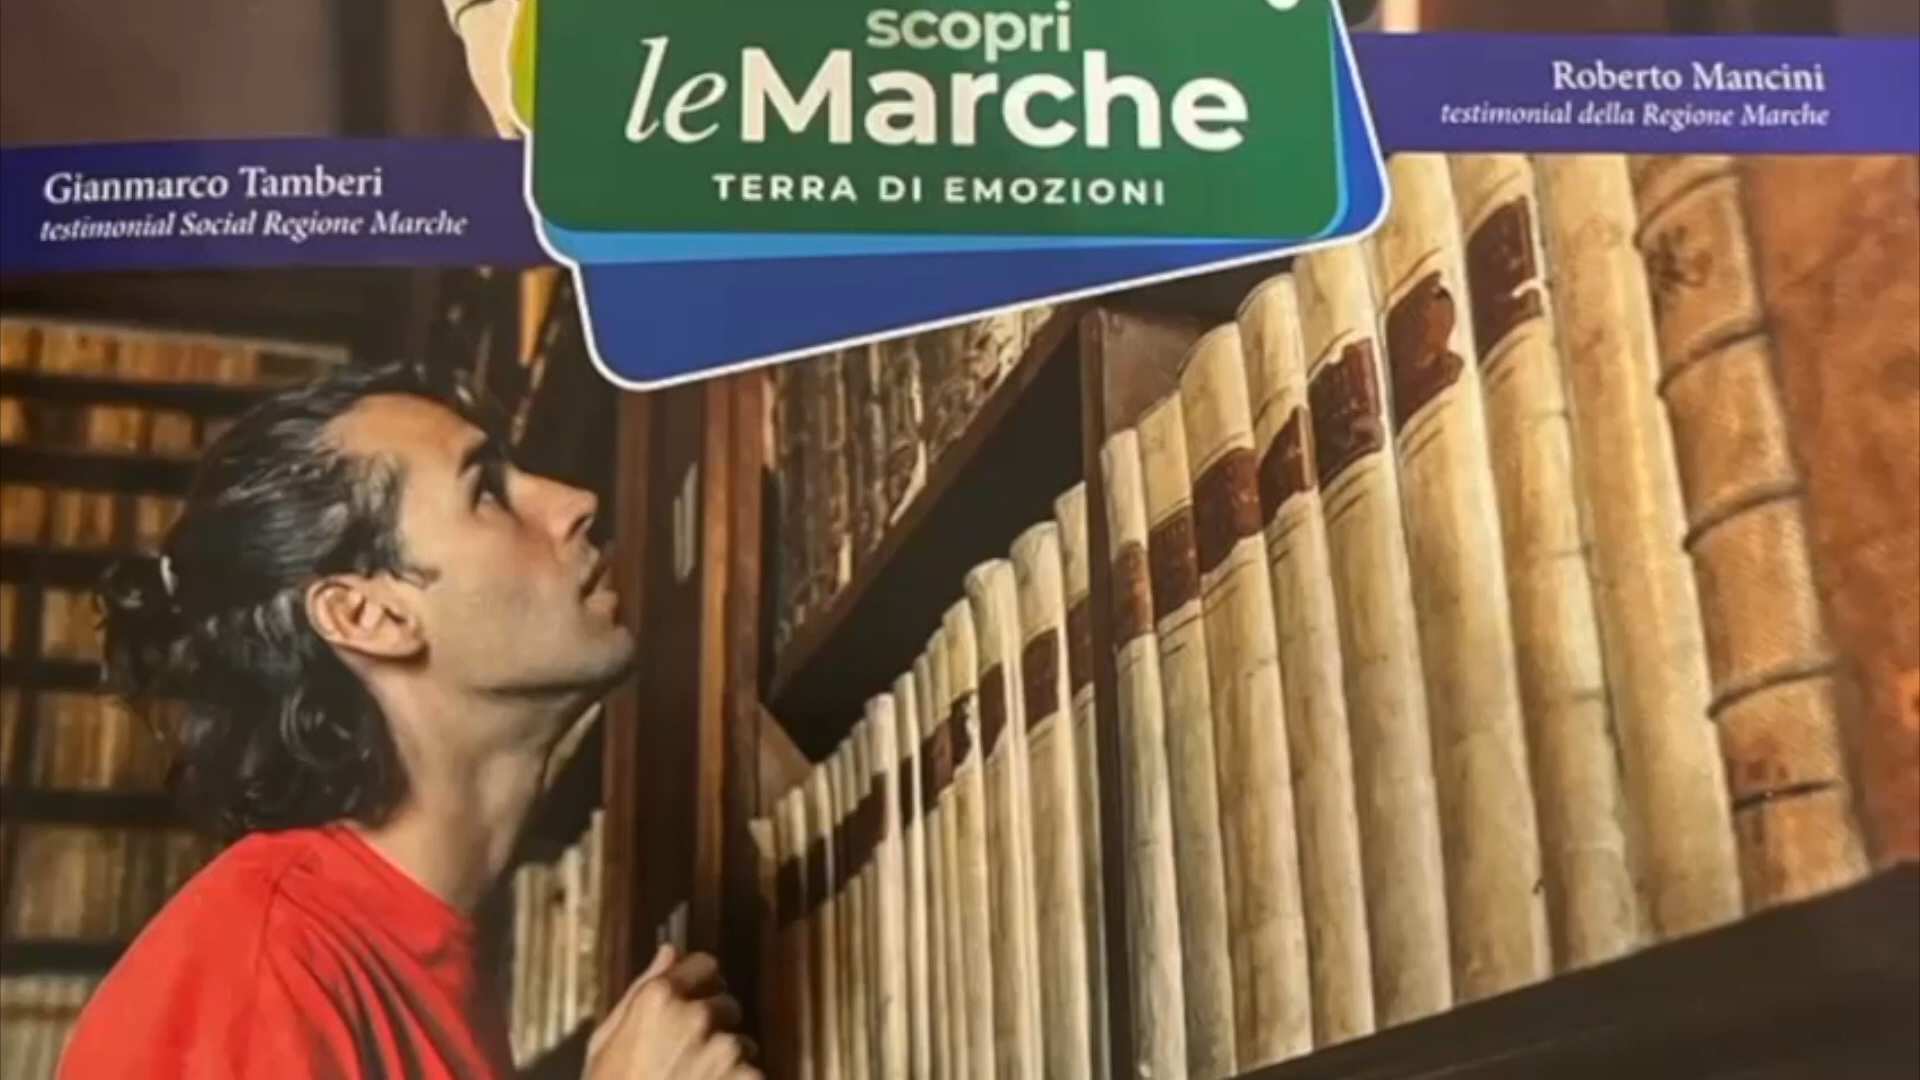 scopri
leMarche
TERRA DI EMOZIONI
Roberto Mancini
testimonial della Regione Marche
Gianmarco Tamberi
testimonial Social Regione Marche